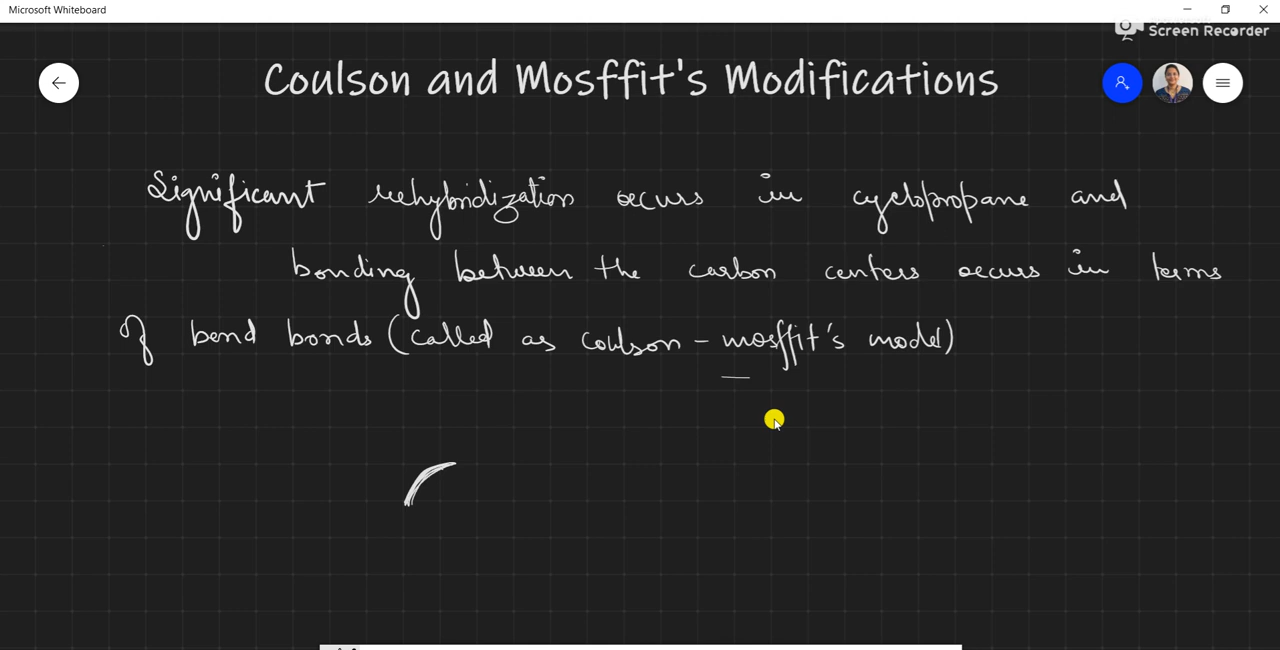 Microsoft Whiteboard
Screen Recorder
Coulson and Mosffit's Modifications
Significant rehybridization occurs in cyclopropane and
bonding between the carbon centers occurs in terms
of bend bonds (called as coulson - mosffit's model)